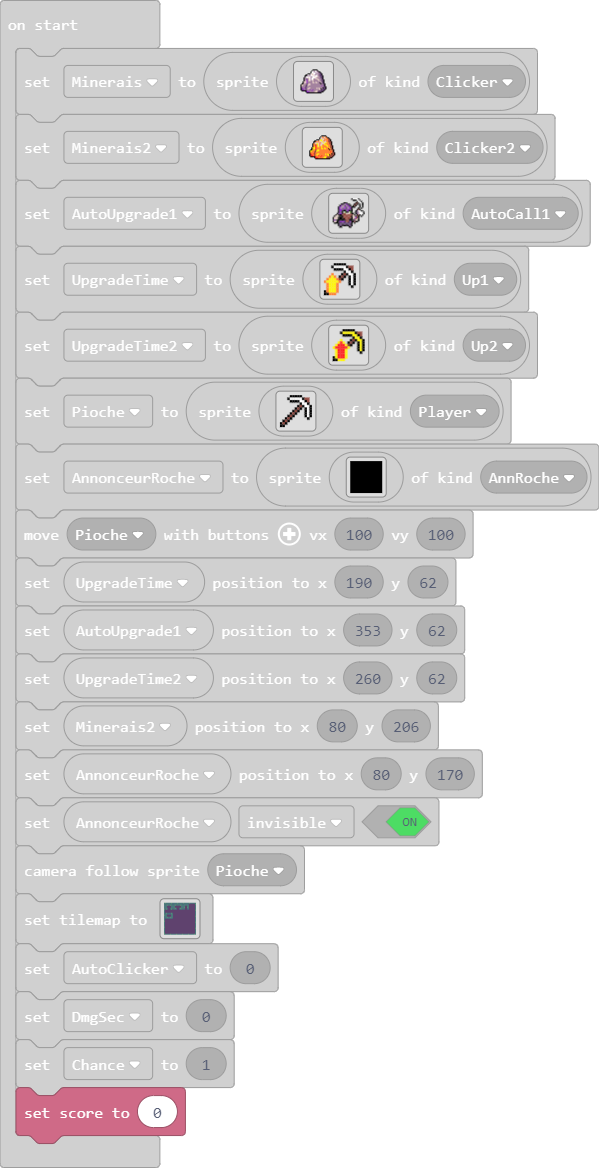 on start
set Minerais to sprite of kind Clicker
set Minerais2 to sprite of kind Clicker2
set AutoUpgrade1 to sprite of kind AutoCall1
set UpgradeTime to sprite of kind Up1
set UpgradeTime2 to sprite of kind Up2
set Pioche to sprite of kind Player
set AnnonceurRoche to sprite of kind AnnRoche
move Pioche with buttons vx 100 vy 100
set UpgradeTime position to x 190 y 62
set AutoUpgrade1 position to x 353 y 62
set UpgradeTime2 position to x 260 y 62
set Minerais2 position to x 80 y 206
set AnnonceurRoche position to x 80 y 170
set AnnonceurRoche invisible ON
camera follow sprite Pioche
set tilemap to
set AutoClicker to 0
set DmgSec to 0
set Chance to 1
set score to 0